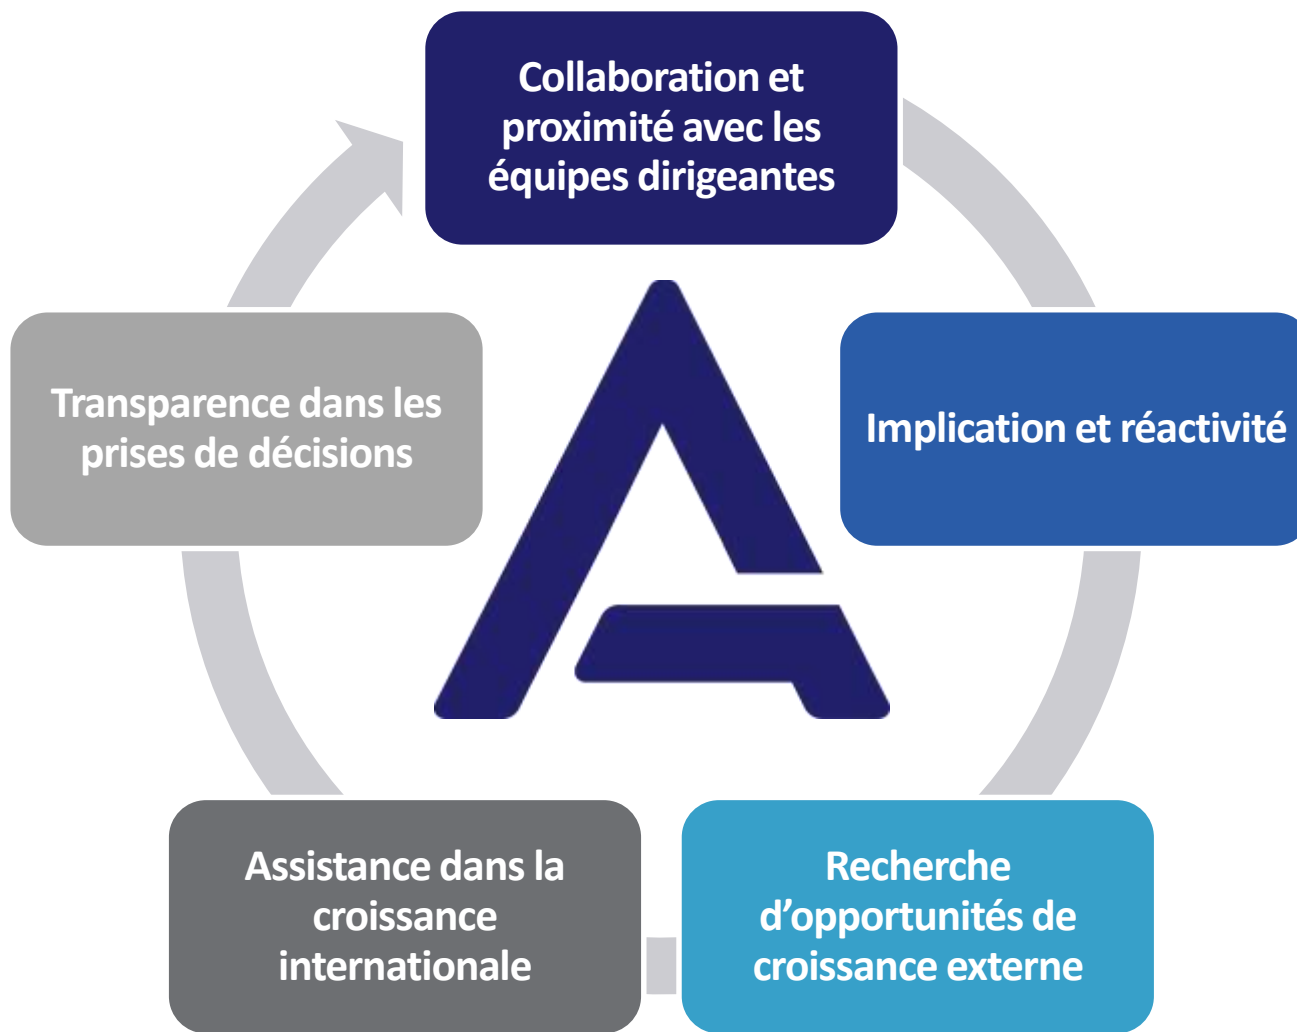 Collaboration et
proximité avec les
équipes dirigeantes
Implication et réactivité
Recherche
d’opportunités de
croissance externe
Assistance dans la
croissance
internationale
Transparence dans les
prises de décisions